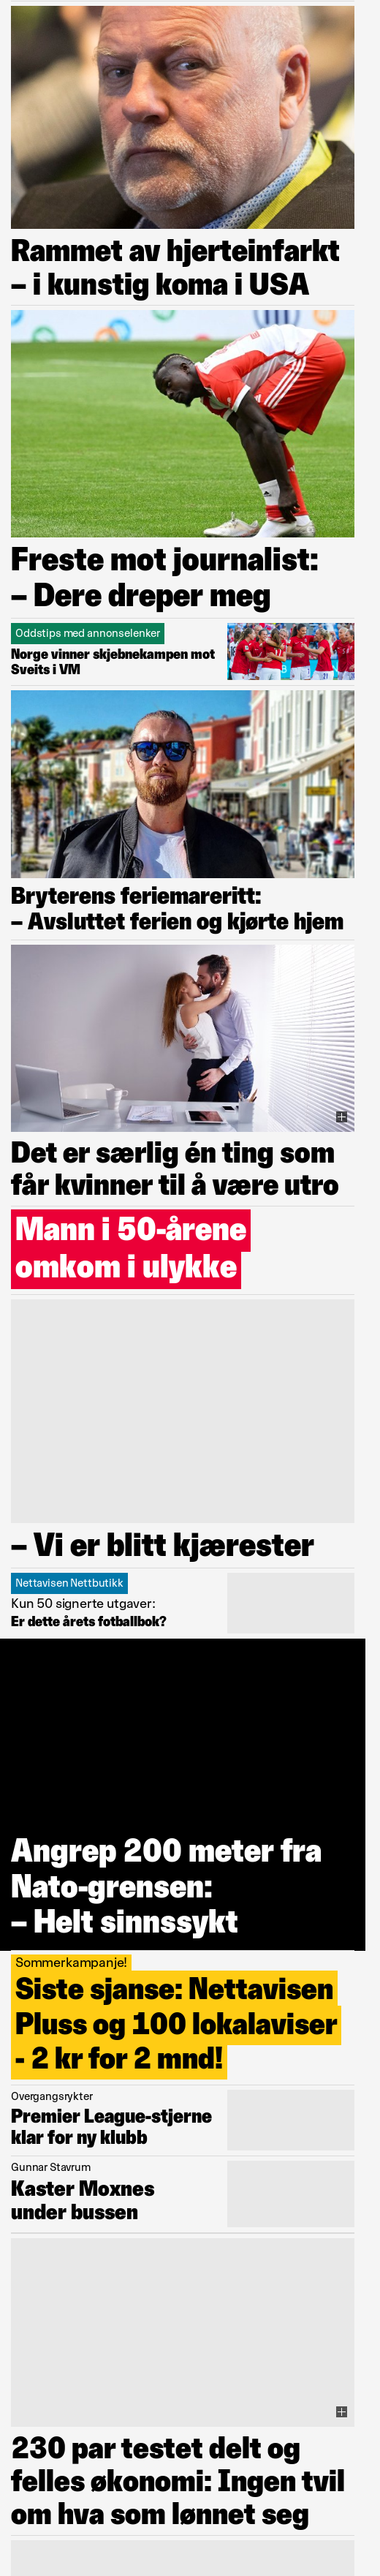 Rammet av hjerteinfarkt
– i kunstig koma i USA
Freste mot journalist:
– Dere dreper meg
Oddstips med annonselenker
Norge vinner skjebnekampen mot
Sveits i VM
Bryterens feriemareritt:
– Avsluttet ferien og kjørte hjem
Det er særlig én ting som
får kvinner til å være utro
Mann i 50-årene
omkom i ulykke
– Vi er blitt kjærester
Nettavisen Nettbutikk
Kun 50 signerte utgaver:
Er dette årets fotballbok?
Angrep 200 meter fra
Nato-grensen:
– Helt sinnssykt
Sommerkampanje!
Siste sjanse: Nettavisen
Pluss og 100 lokalaviser
- 2 kr for 2 mnd!
Overgangsrykter
Premier League-stjerne
klar for ny klubb
Gunnar Stavrum
Kaster Moxnes
under bussen
230 par testet delt og
felles økonomi: Ingen tvil
om hva som lønnet seg